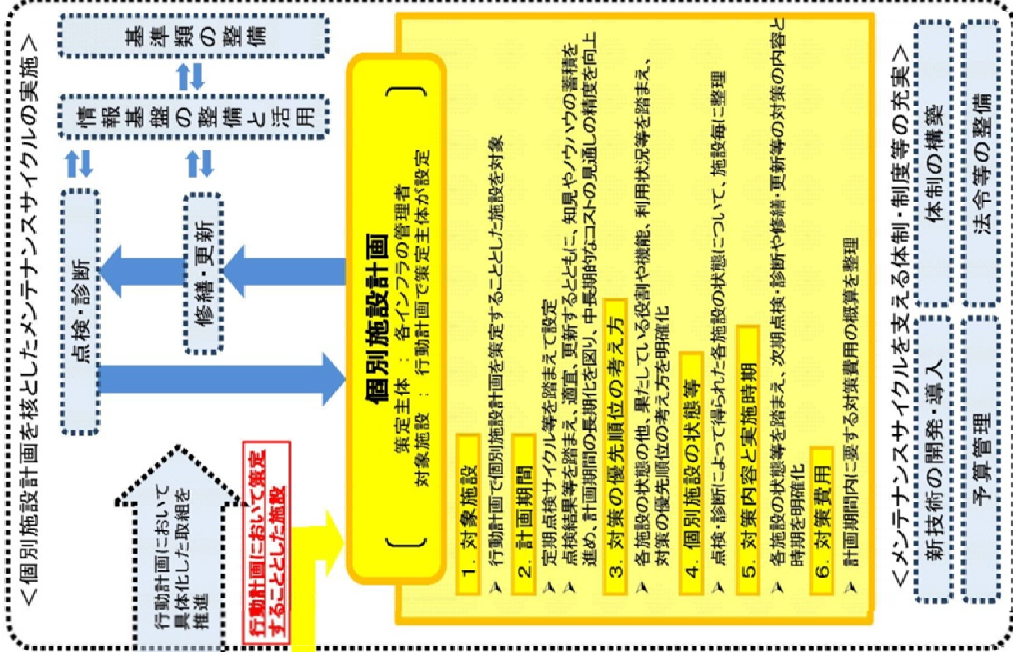 ＜個別施設計画を核としたメンテナンスサイクルの実施＞
行動計画において
具体化した取組を
推進
行動計画において策定
することとした施設
点検・診断
修繕・更新
情報
基盤
の
整備
と
活用
基準類の整備
個別施設計画
策定主体 ： 各インフラの管理者
対象施設 ： 行動計画で策定主体が設定
1. 対象施設
➢ 行動計画で個別施設計画を策定することとした施設を対象
2. 計画期間
➢ 定期点検サイクル等を踏まえて設定
➢ 点検結果等を踏まえ、適宜、更新するとともに、知見やノウハウの蓄積を
進め、計画期間の長期化を図り、中長期的なコストの見通しの精度を向上
3. 対策の優先順位の考え方
➢ 各施設の状態の他、果たしている役割や機能、利用状況等を踏まえ、
対策の優先順位の考え方を明確化
4. 個別施設の状態等
➢ 点検・診断によって得られた各施設の状態について、施設毎に整理
5. 対策内容と実施時期
➢ 各施設の状態等を踏まえ、次期点検・診断や修繕・更新等の対策の内容と
時期を明確化
6. 対策費用
➢ 計画期間内に要する対策費用の概算を整理
＜メンテナンスサイクルを支える体制・制度等の充実＞
新技術の開発・導入
体制の構築
予算管理
法令等の整備